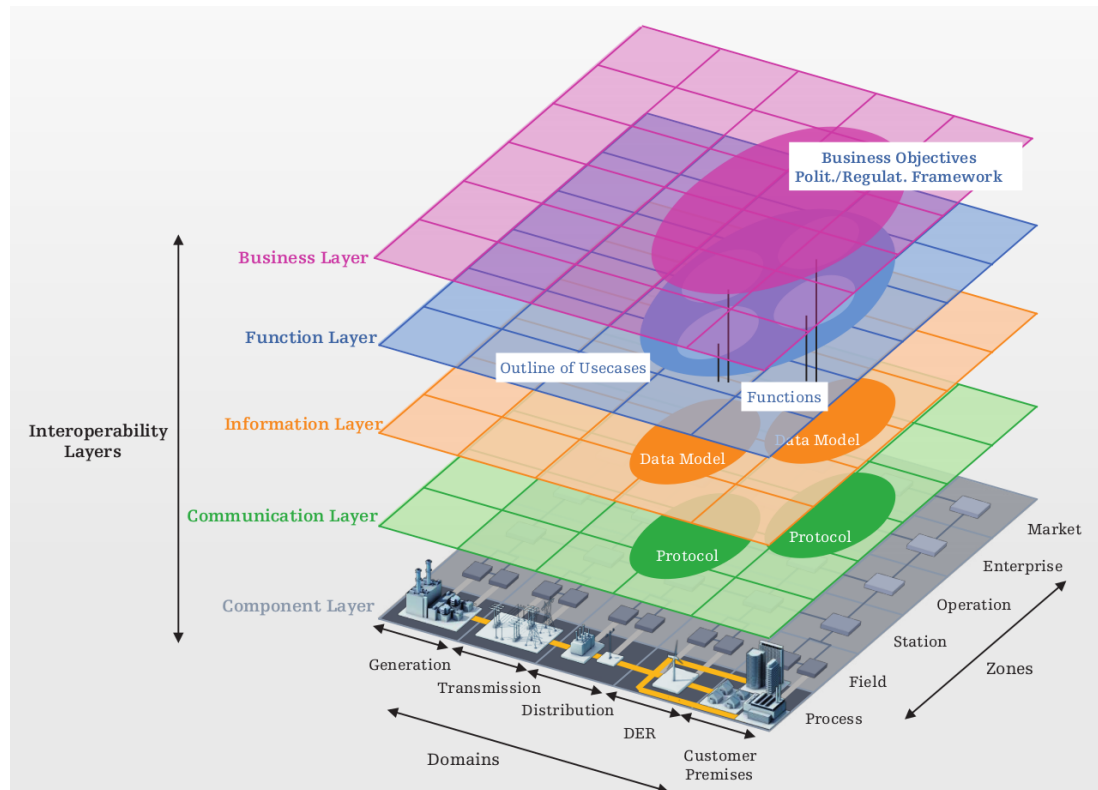 Business Objectives
Polit./Regulat. Framework
Business Layer
Function Layer
Outline of Usecases
Functions
Information Layer
Data Model
Data Model
Interoperability
Layers
Communication Layer
Protocol
Protocol
Component Layer
Market
Enterprise
Operation
Station
Field
Process
Zones
Generation
Transmission
Distribution
DER
Customer
Premises
Domains